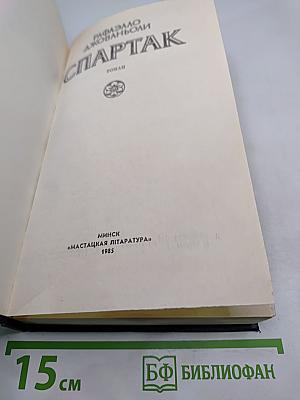 РАФАЭЛЛО
ДЖОВАНЬОЛИ
СПАРТАК
РОМАН
МИНСК
«МАСТАЦКАЯ ЛІТАРАТУРА»
1985
15 см
БФ БИБЛИОФАН